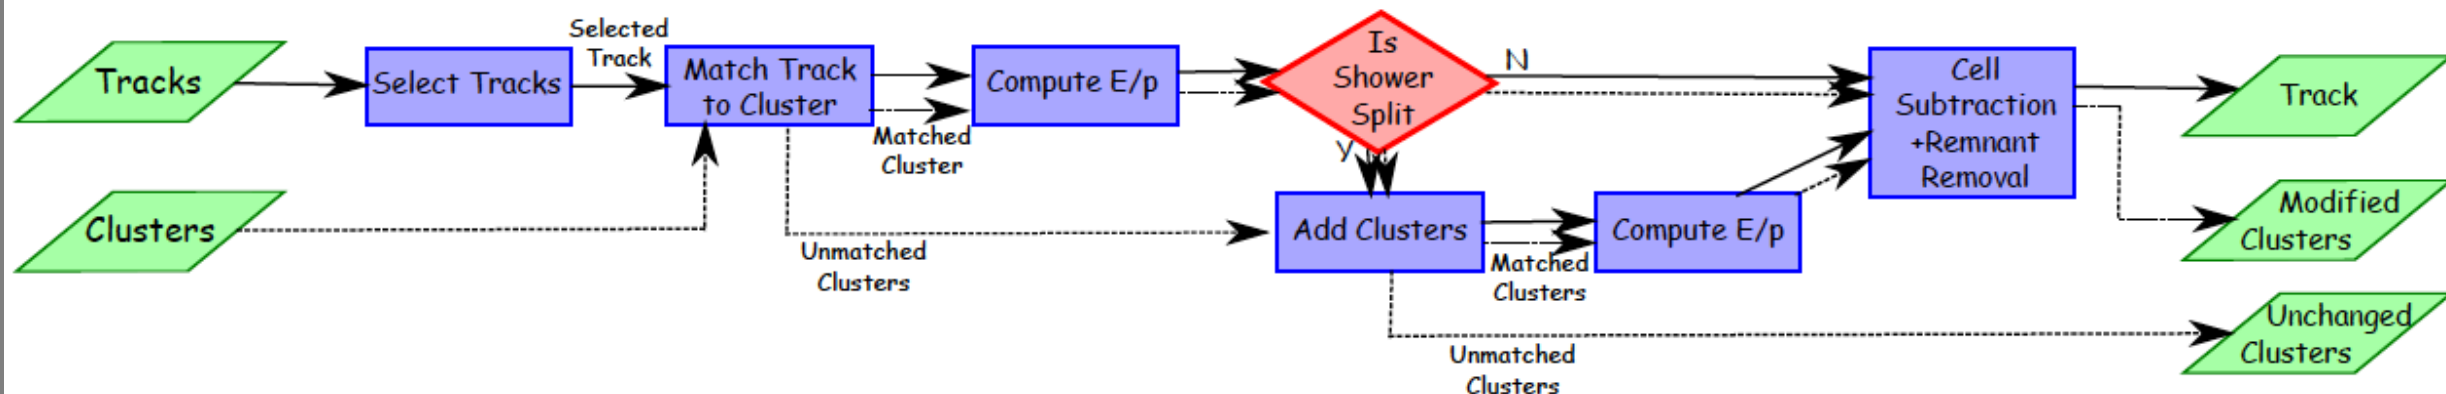 Tracks
Select Tracks
Selected
Track
Match Track
to Cluster
Matched
Cluster
Compute E/p
Is
Shower
Split
N
Y
Cell
Subtraction
+Remnant
Removal
Track
Clusters
Unmatched
Clusters
Add Clusters
Matched
Clusters
Compute E/p
Modified
Clusters
Unmatched
Clusters
Unchanged
Clusters